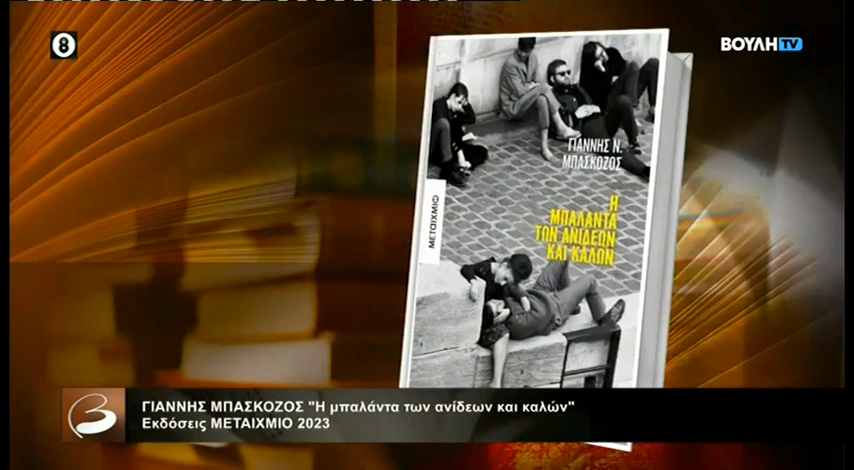 8
ΒΟΥΛΗ TV
ΓΙΑΝΝΗΣ Ν.
ΜΠΑΣΚΟΖΟΣ
Η
ΜΠΑΛΑΝΤΑ
ΤΩΝ ΑΝΙΔΕΩΝ
ΚΑΙ ΚΑΛΩΝ
ΜΕΤΑΙΧΜΙΟ
ΓΙΑΝΝΗΣ ΜΠΑΣΚΟΖΟΣ "Η μπαλάντα των ανίδεων και καλών"
Εκδόσεις ΜΕΤΑΙΧΜΙΟ 2023